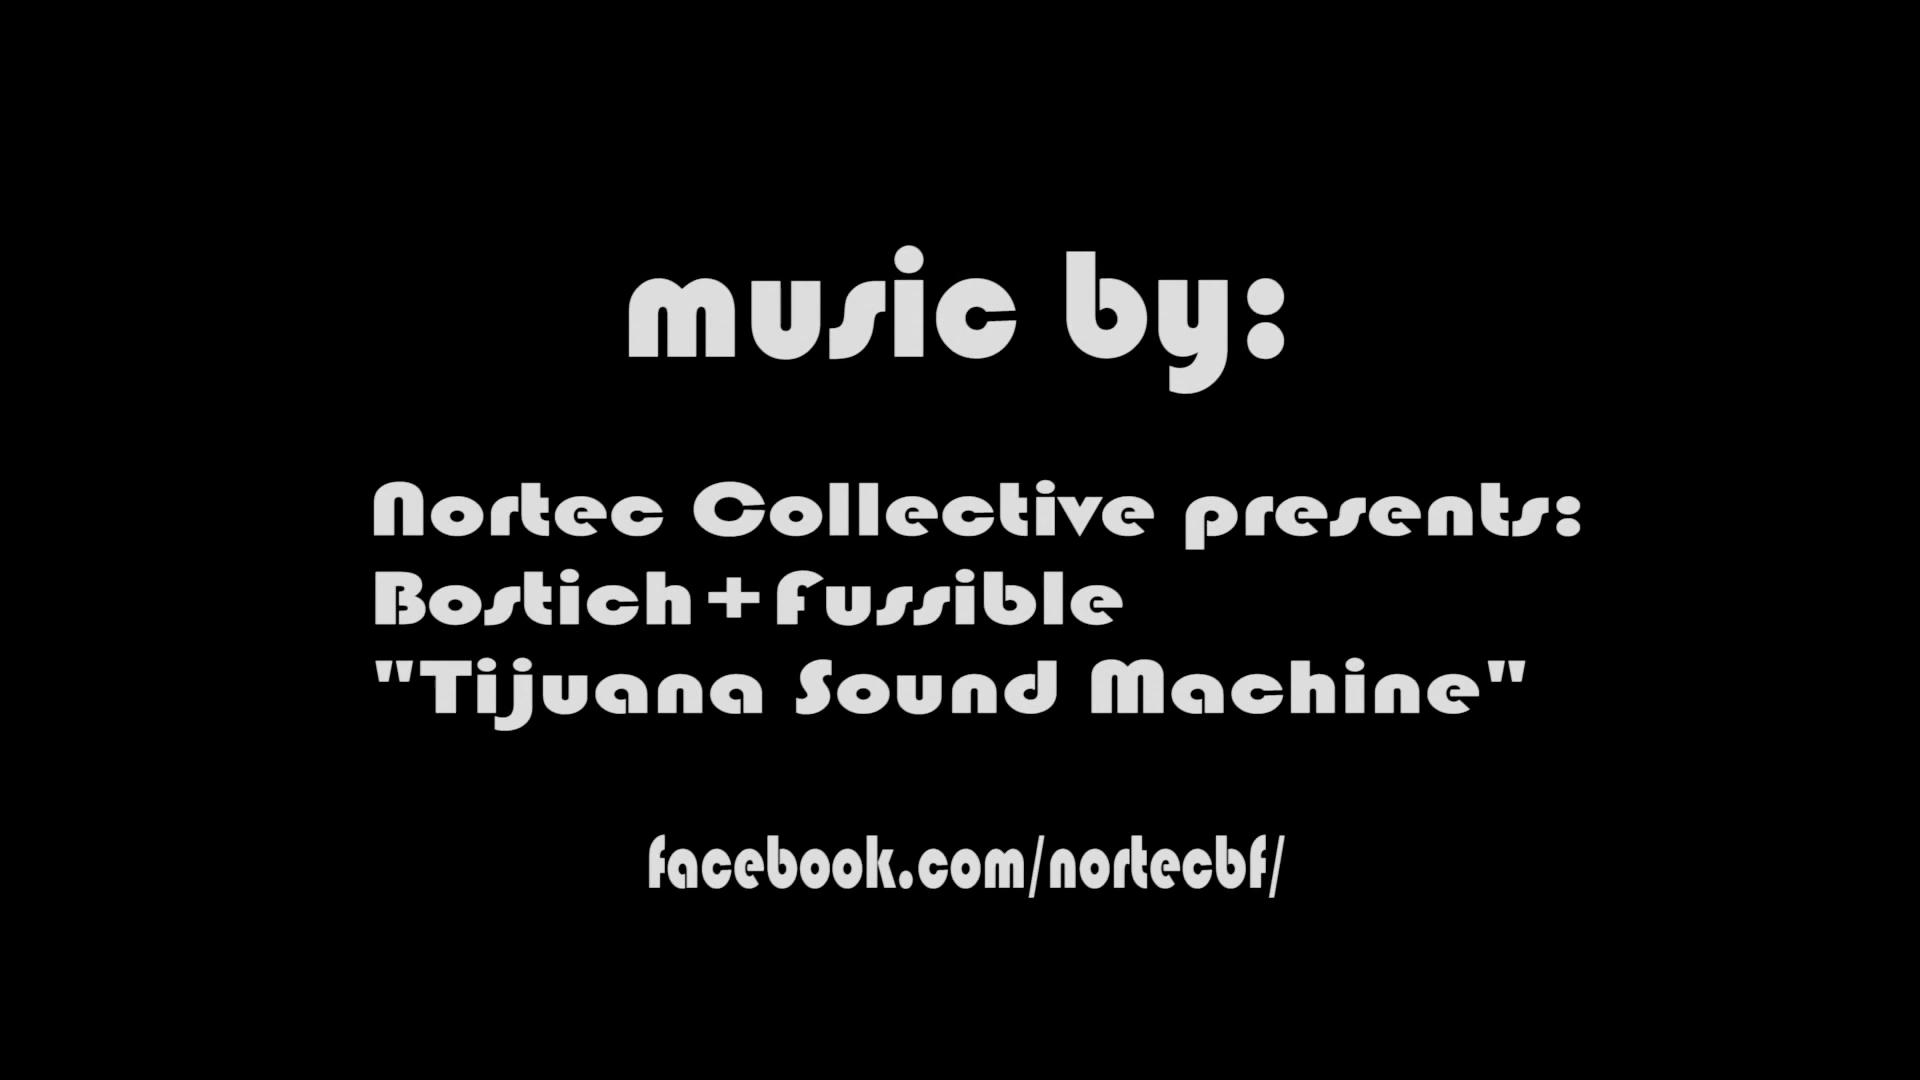 music by:
Nortec Collective presents:
Bostich+Fussible
"Tijuana Sound Machine"
facebook.com/nortecbf/